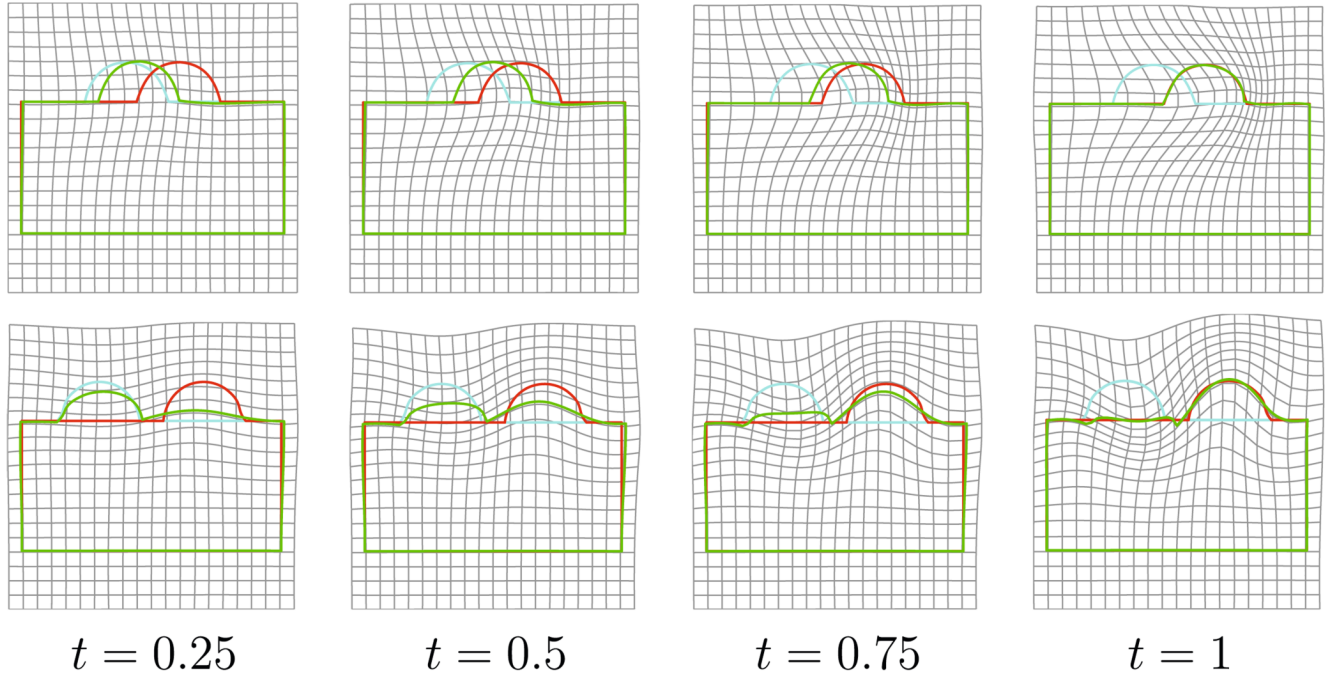 t = 0.25 t = 0.5 t = 0.75 t = 1